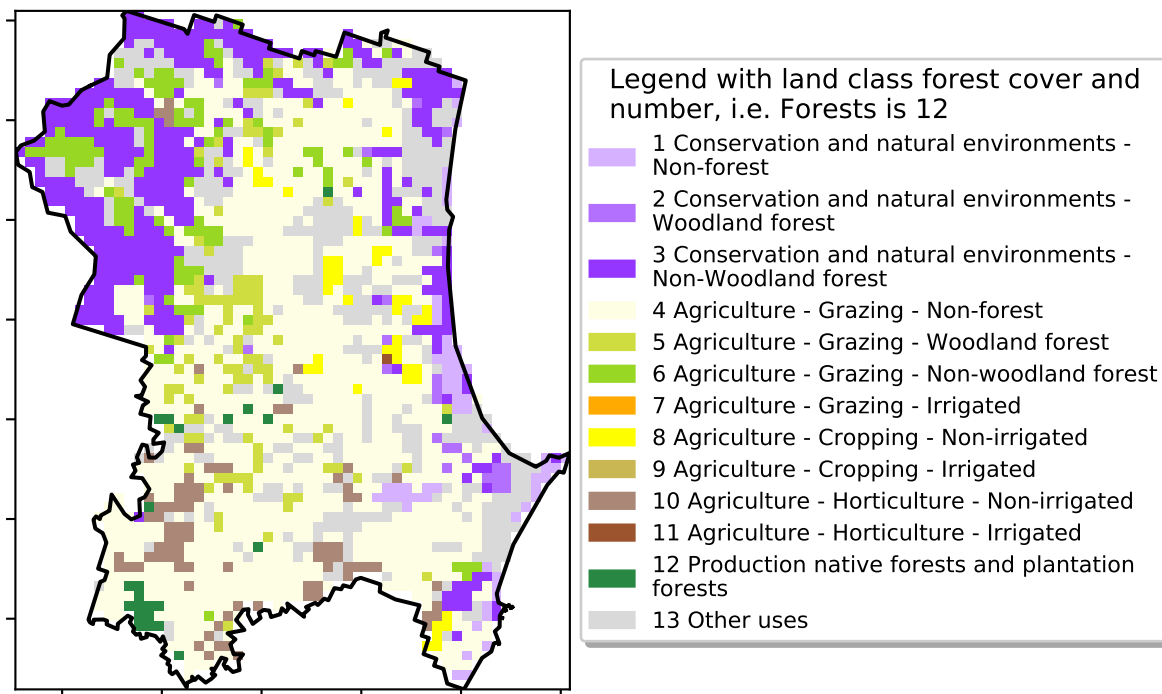 Legend with land class forest cover and
number, i.e. Forests is 12
1 Conservation and natural environments -
Non-forest
2 Conservation and natural environments -
Woodland forest
3 Conservation and natural environments -
Non-Woodland forest
4 Agriculture - Grazing - Non-forest
5 Agriculture - Grazing - Woodland forest
6 Agriculture - Grazing - Non-woodland forest
7 Agriculture - Grazing - Irrigated
8 Agriculture - Cropping - Non-irrigated
9 Agriculture - Cropping - Irrigated
10 Agriculture - Horticulture - Non-irrigated
11 Agriculture - Horticulture - Irrigated
12 Production native forests and plantation
forests
13 Other uses